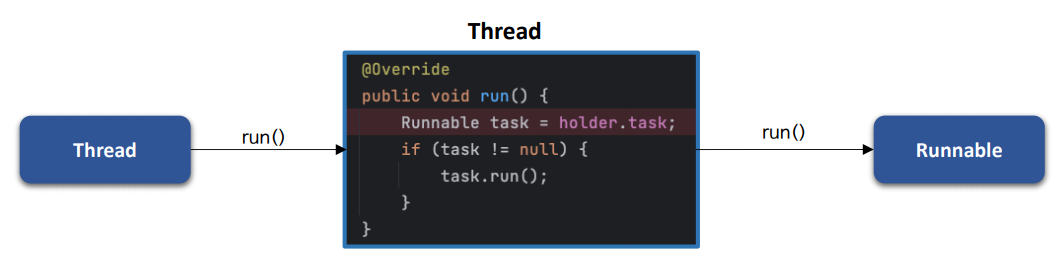 Thread
@Override
public void run() {
Runnable task = holder.task;
if (task != null) {
task.run();
}
}
Thread
run()
run()
Runnable